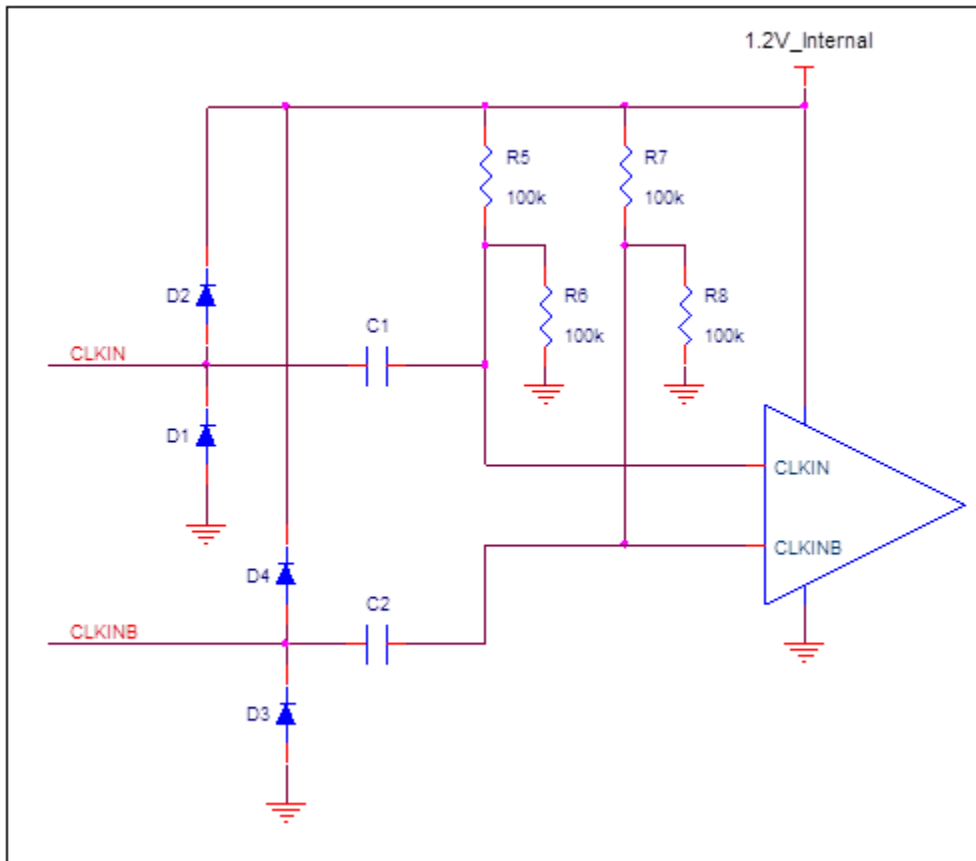 1.2V_Internal
R5
100k
R7
100k
D2
R6
100k
R8
100k
C1
CLKIN
D1
CLKIN
CLKINB
D4
C2
CLKINB
D3